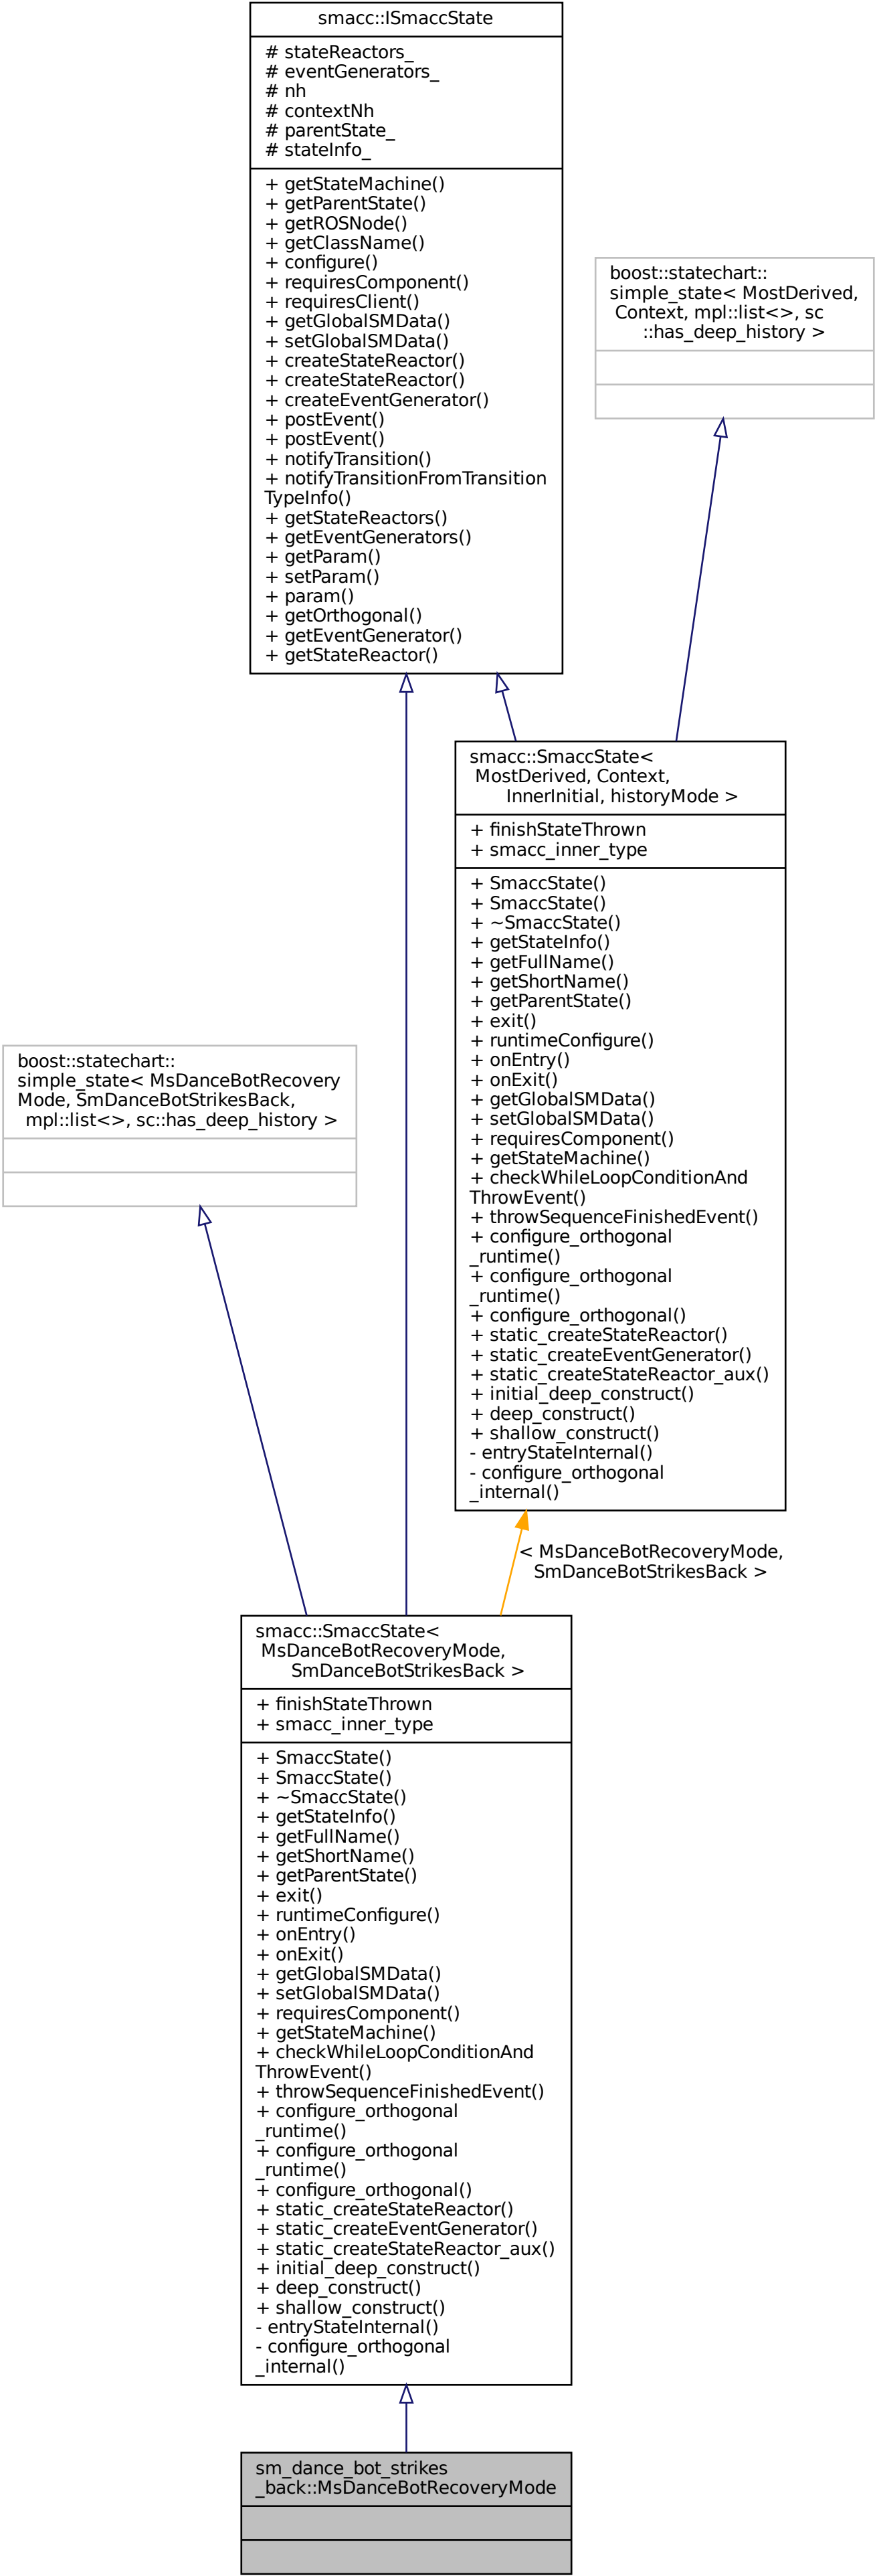 smacc::ISmaccState
# stateReactors_
# eventGenerators_
# nh
# contextNh
# parentState_
# stateInfo_
+ getStateMachine()
+ getParentState()
+ getROSNode()
+ getClassName()
+ configure()
+ requiresComponent()
+ requiresClient()
+ getGlobalSMData()
+ setGlobalSMData()
+ createStateReactor()
+ createStateReactor()
+ createEventGenerator()
+ postEvent()
+ postEvent()
+ notifyTransition()
+ notifyTransitionFromTransition
TypeInfo()
+ getStateReactors()
+ getEventGenerators()
+ getParam()
+ setParam()
+ param()
+ getOrthogonal()
+ getEventGenerator()
+ getStateReactor()
boost::statechart::
simple_state< MostDerived,
Context, mpl::list<>, sc
::has_deep_history >
smacc::SmaccState<
MostDerived, Context,
InnerInitial, historyMode >
+ finishStateThrown
+ smacc_inner_type
+ SmaccState()
+ SmaccState()
+ ~SmaccState()
+ getStateInfo()
+ getFullName()
+ getShortName()
+ getParentState()
+ exit()
+ runtimeConfigure()
+ onEntry()
+ onExit()
+ getGlobalSMData()
+ setGlobalSMData()
+ requiresComponent()
+ getStateMachine()
+ checkWhileLoopConditionAnd
ThrowEvent()
+ throwSequenceFinishedEvent()
+ configure_orthogonal
_runtime()
+ configure_orthogonal
_runtime()
+ configure_orthogonal()
+ static_createStateReactor()
+ static_createEventGenerator()
+ static_createStateReactor_aux()
+ initial_deep_construct()
+ deep_construct()
+ shallow_construct()
- entryStateInternal()
- configure_orthogonal
_internal()
boost::statechart::
simple_state< MsDanceBotRecovery
Mode, SmDanceBotStrikesBack,
mpl::list<>, sc::has_deep_history >
< MsDanceBotRecoveryMode,
SmDanceBotStrikesBack >
smacc::SmaccState<
MsDanceBotRecoveryMode,
SmDanceBotStrikesBack >
+ finishStateThrown
+ smacc_inner_type
+ SmaccState()
+ SmaccState()
+ ~SmaccState()
+ getStateInfo()
+ getFullName()
+ getShortName()
+ getParentState()
+ exit()
+ runtimeConfigure()
+ onEntry()
+ onExit()
+ getGlobalSMData()
+ setGlobalSMData()
+ requiresComponent()
+ getStateMachine()
+ checkWhileLoopConditionAnd
ThrowEvent()
+ throwSequenceFinishedEvent()
+ configure_orthogonal
_runtime()
+ configure_orthogonal
_runtime()
+ configure_orthogonal()
+ static_createStateReactor()
+ static_createEventGenerator()
+ static_createStateReactor_aux()
+ initial_deep_construct()
+ deep_construct()
+ shallow_construct()
- entryStateInternal()
- configure_orthogonal
_internal()
sm_dance_bot_strikes
_back::MsDanceBotRecoveryMode